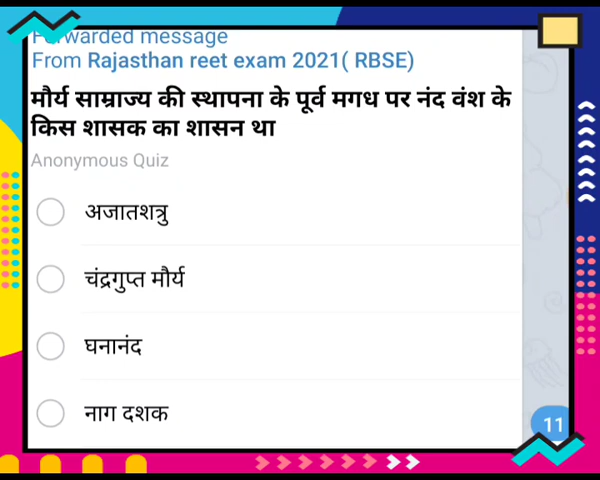 Forwarded message
From Rajasthan reet exam 2021( RBSE)
मौर्य साम्राज्य की स्थापना के पूर्व मगध पर नंद वंश के
किस शासक का शासन था
Anonymous Quiz
अजातशत्रु
चंद्रगुप्त मौर्य
घनानंद
नाग दशक
11